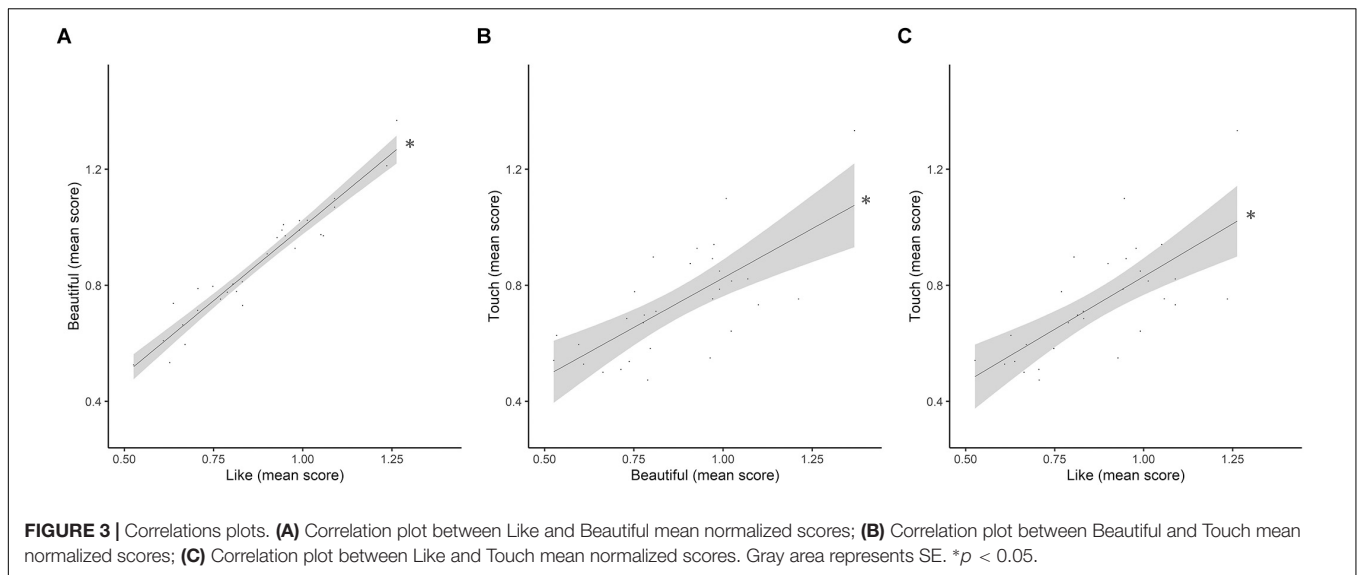 A
B
C
Beautiful (mean score)
1.2
0.8
0.4
0.50 0.75 1.00 1.25
Like (mean score)
*
Touch (mean score)
1.2
0.8
0.4
0.50 0.75 1.00 1.25
Beautiful (mean score)
*
Touch (mean score)
1.2
0.8
0.4
0.50 0.75 1.00 1.25
Like (mean score)
*
FIGURE 3 | Correlations plots. (A) Correlation plot between Like and Beautiful mean normalized scores; (B) Correlation plot between Beautiful and Touch mean
normalized scores; (C) Correlation plot between Like and Touch mean normalized scores. Gray area represents SE. *p < 0.05.